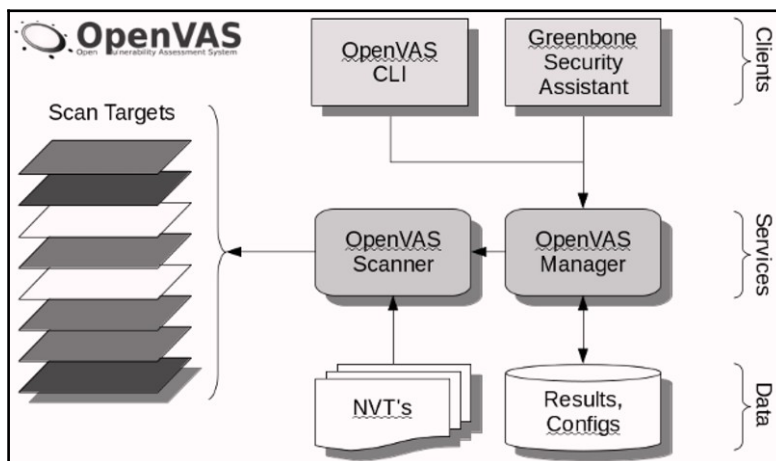 OpenVAS
Open Vulnerability Assessment System
OpenVAS
CLI
Greenbone
Security
Assistant
Clients
Scan Targets
OpenVAS
Scanner
OpenVAS
Manager
Services
NVT's
Results,
Configs
Data